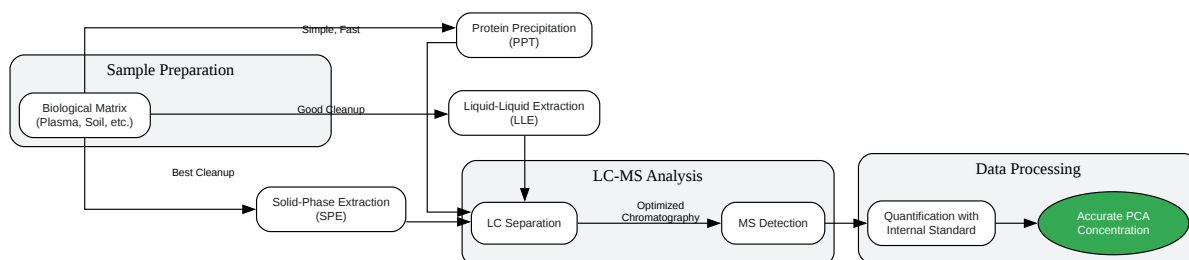 Simple, Fast
Protein Precipitation
(PPT)
Sample Preparation
Biological Matrix
(Plasma, Soil, etc.)
Good Cleanup
Liquid-Liquid Extraction
(LLE)
Best Cleanup
Solid-Phase Extraction
(SPE)
LC-MS Analysis
LC Separation
Optimized
Chromatography
MS Detection
Data Processing
Quantification with
Internal Standard
Accurate PCA
Concentration